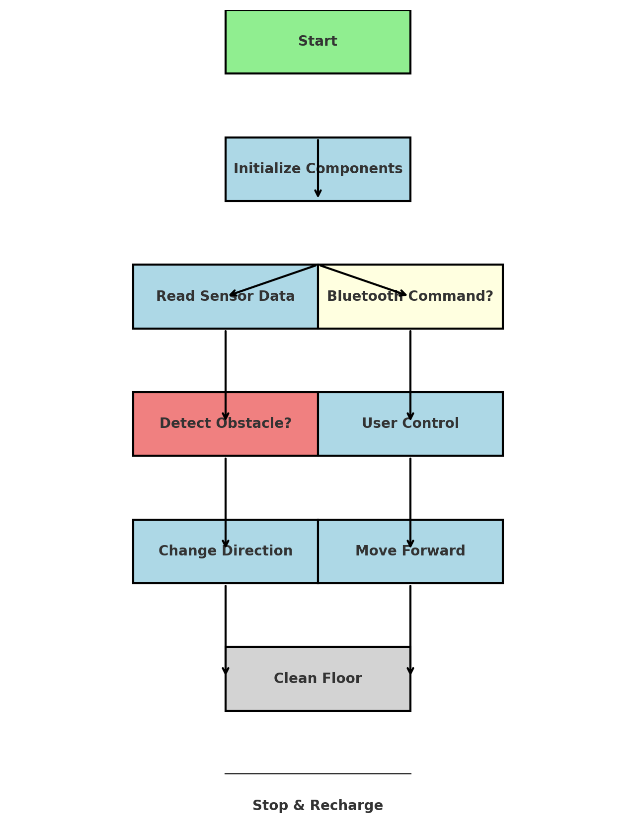 Start
Initialize Components
Read Sensor Data
Bluetooth Command?
Detect Obstacle?
User Control
Change Direction
Move Forward
Clean Floor
Stop & Recharge